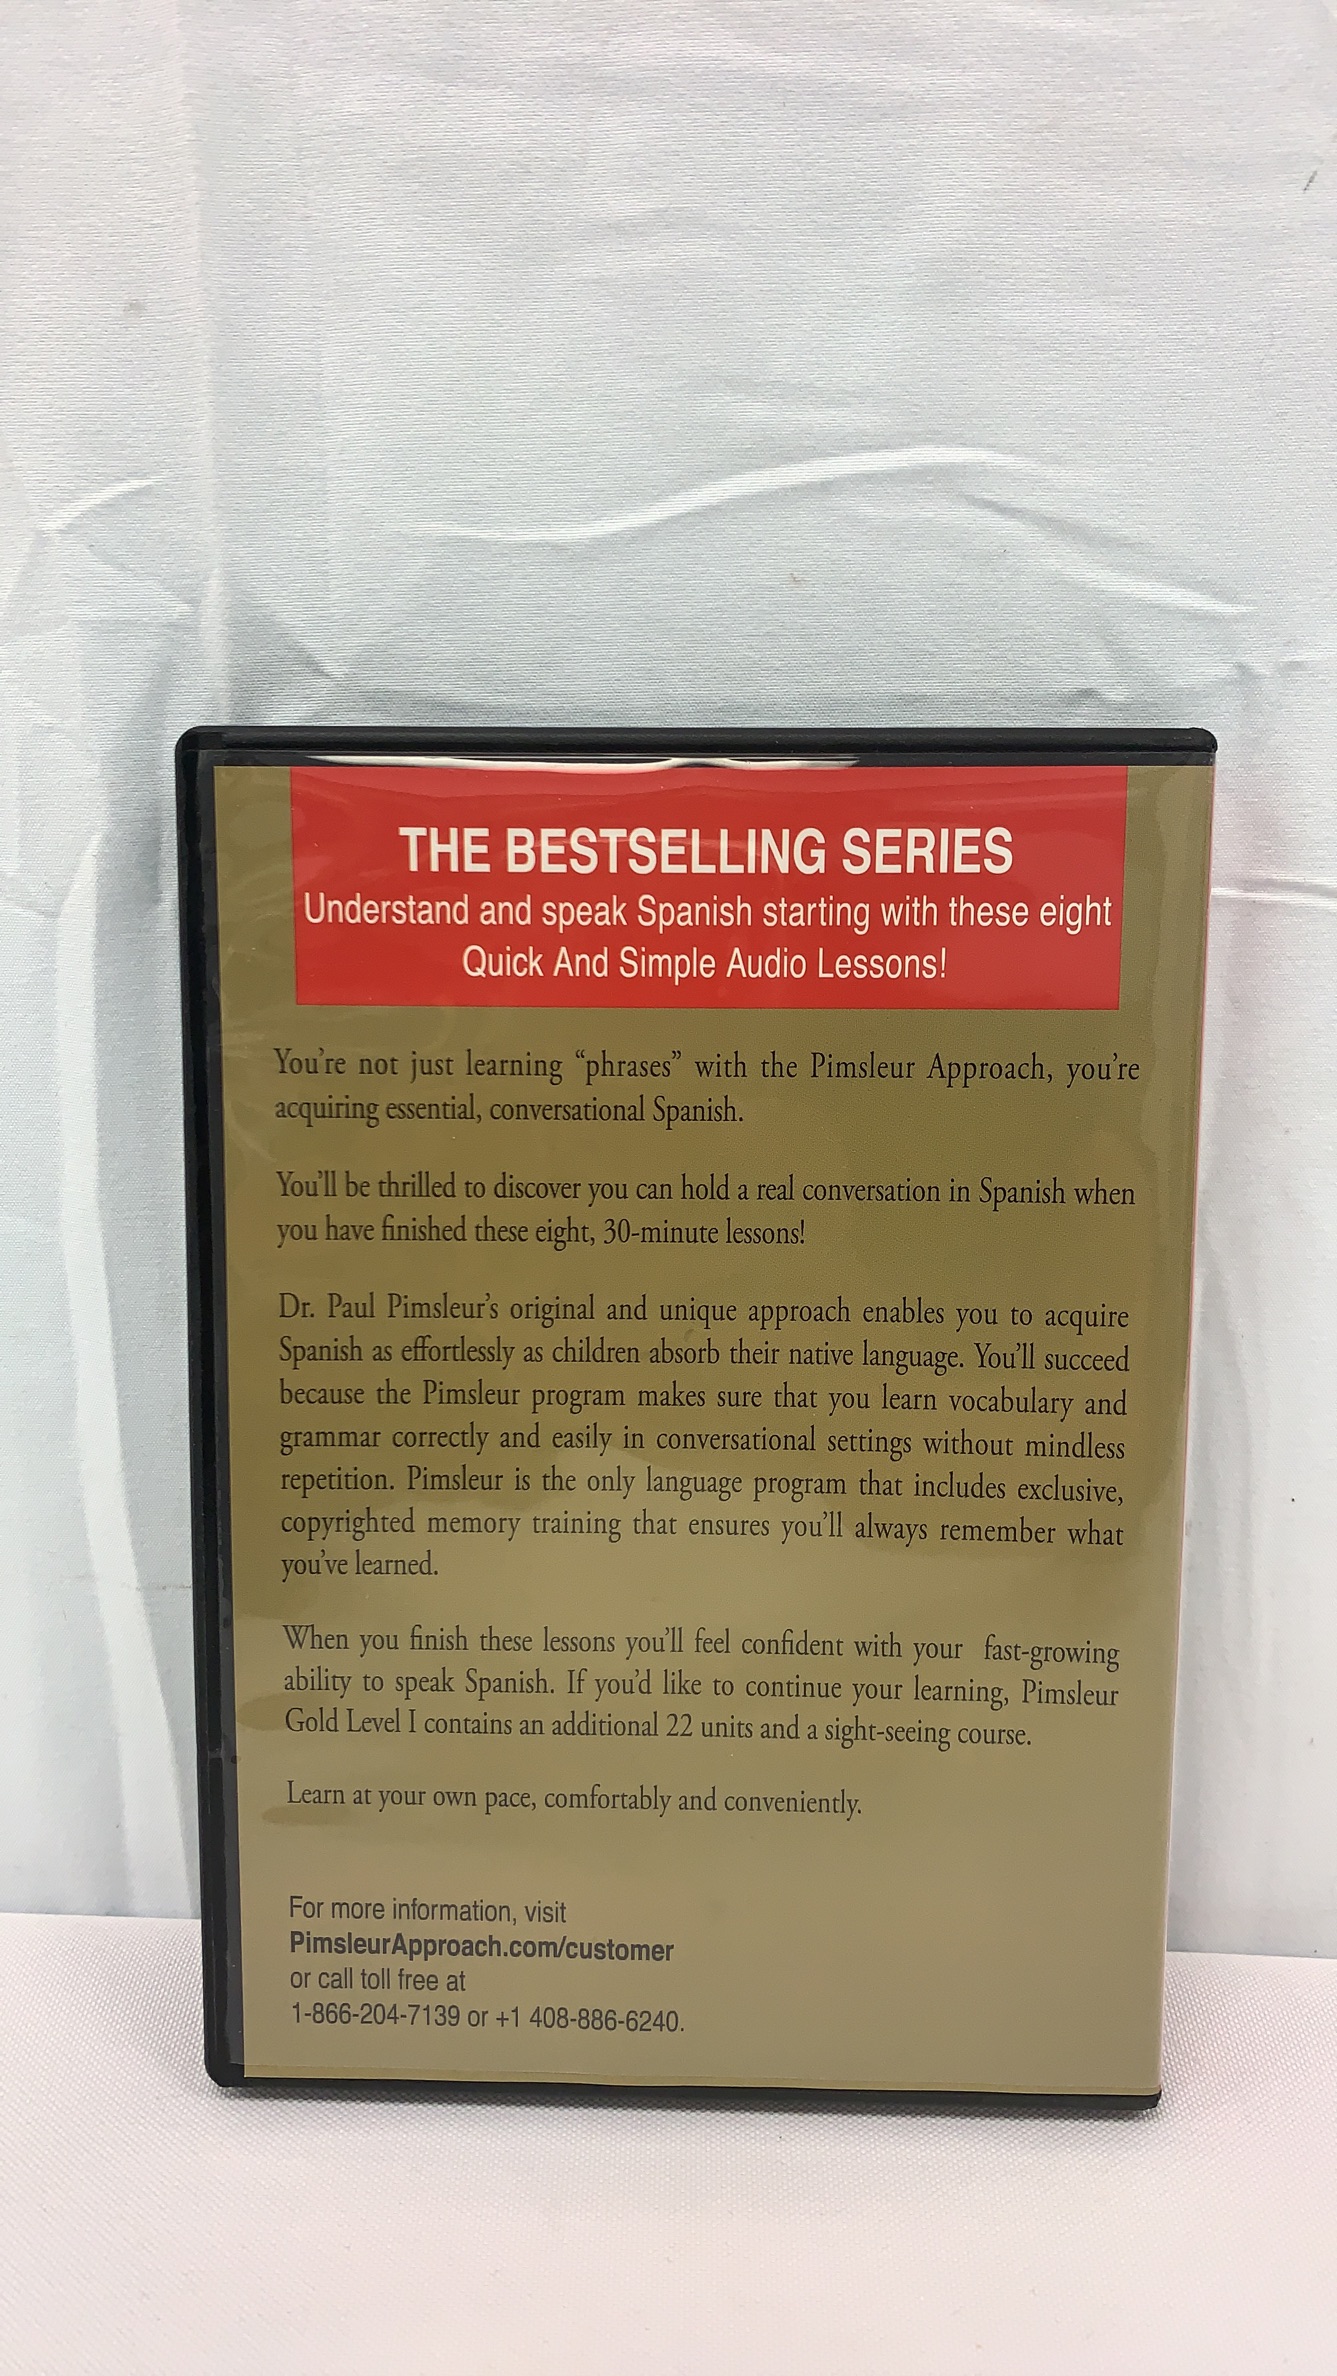 THE BESTSELLING SERIES
Understand and speak Spanish starting with these eight
Quick And Simple Audio Lessons!
You're not just learning “phrases” with the Pimsleur Approach, you're
acquiring essential, conversational Spanish.
You'll be thrilled to discover you can hold a real conversation in Spanish when
you have finished these eight, 30-minute lessons!
Dr. Paul Pimsleur's original and unique approach enables you to acquire
Spanish as effortlessly as children absorb their native language. You'll succeed
because the Pimsleur program makes sure that you learn vocabulary and
grammar correctly and easily in conversational settings without mindless
repetition. Pimsleur is the only language program that includes exclusive,
copyrighted memory training that ensures you'll always remember what
you've learned.
When you finish these lessons you'll feel confident with your fast-growing
ability to speak Spanish. If you'd like to continue your learning, Pimsleur
Gold Level I contains an additional 22 units and a sight-seeing course.
Learn at your own pace, comfortably and conveniently.
For more information, visit
PimsleurApproach.com/customer
or call toll free at
1-866-204-7139 or +1 408-886-6240.